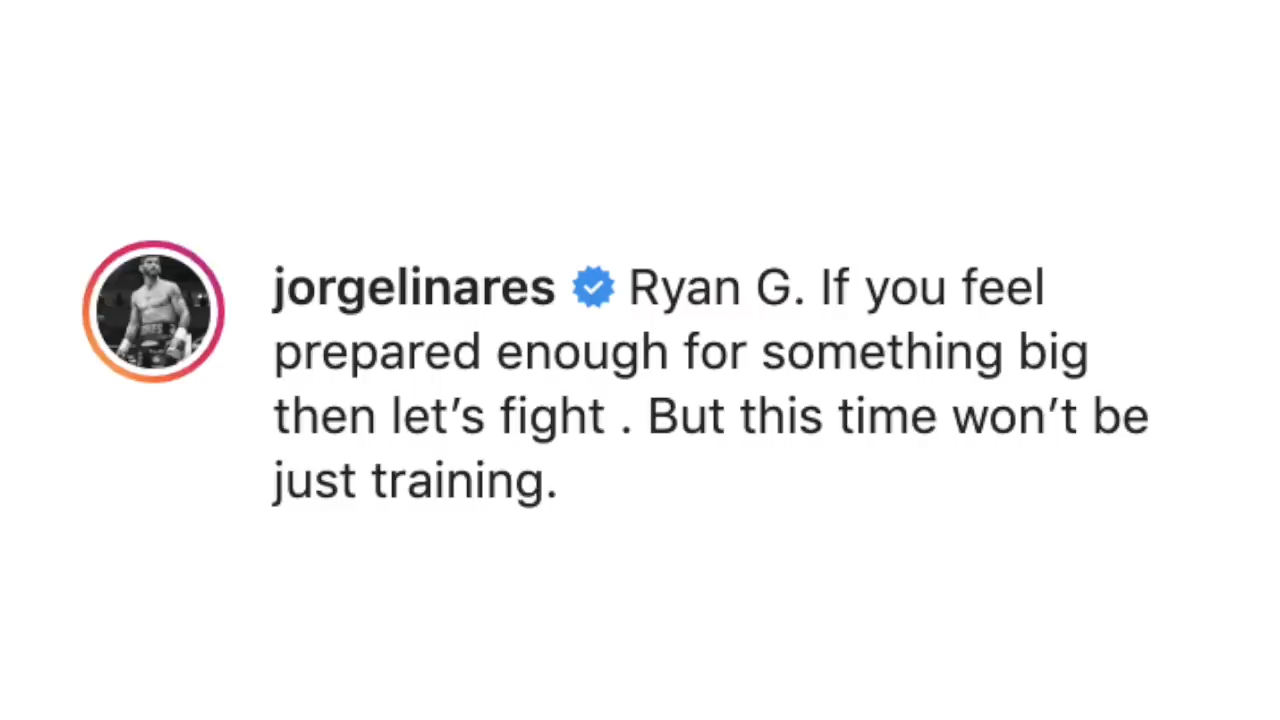 jorgelinares Ryan G. If you feel
prepared enough for something big
then let’s fight . But this time won’t be
just training.